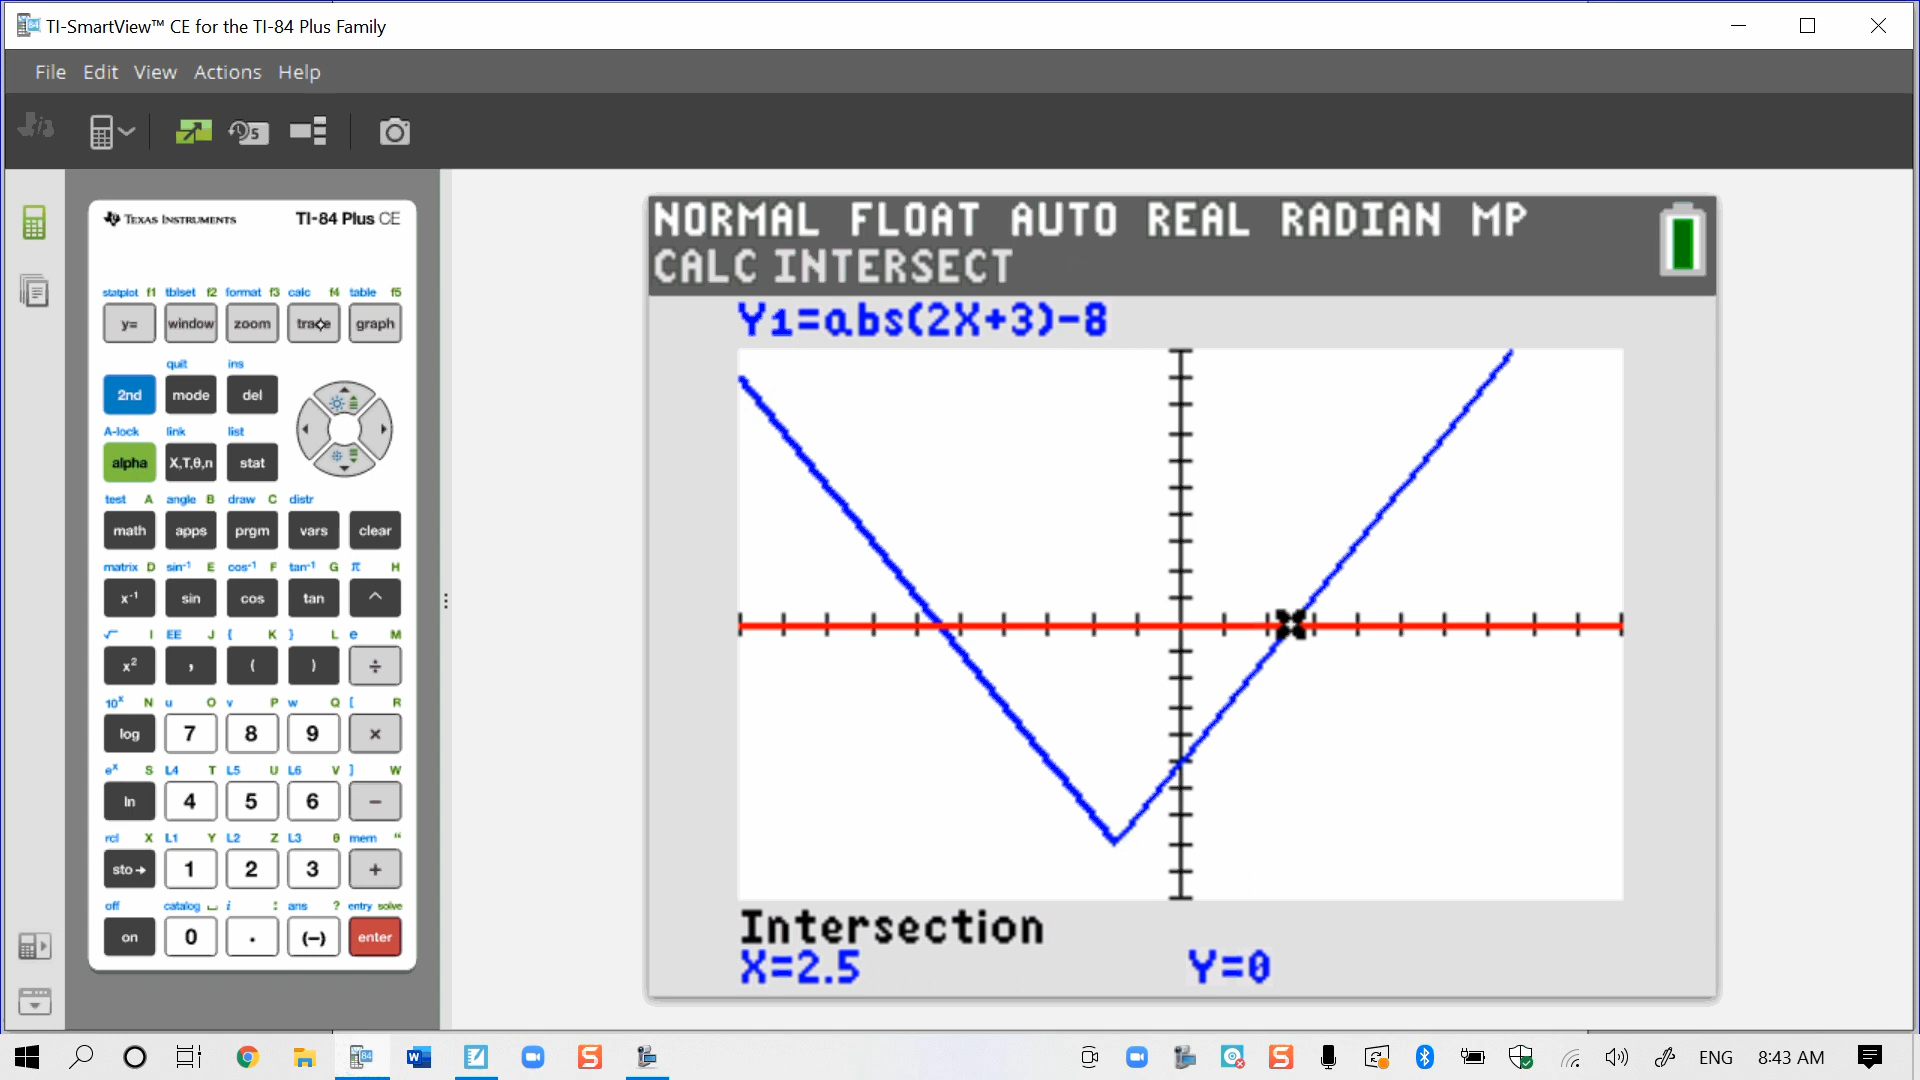 TI-SmartView™ CE for the TI-84 Plus Family
File Edit View Actions Help
TEXAS INSTRUMENTS TI-84 Plus CE
statplot f1 tblset f2 format f3 calc f4 table f5
y= window zoom trace graph
quit ins
2nd mode del
A-lock link list
alpha X,T,θ,n stat
test A angle B draw C distr
math apps prgm vars clear
matrix D sin-1 E cos-1 F tan-1 G π H
x-1 sin cos tan ^
√ I EE J { K } L e M
x² , ( ) ÷
10x N u O v P w Q [ R
log 7 8 9 ×
ex S L4 T L5 U L6 V ] W
ln 4 5 6 −
rcl X L1 Y L2 Z L3 θ mem "
sto→ 1 2 3 +
off catalog ⎵ i : ans ? entry solve
on 0 . (−) enter
NORMAL FLOAT AUTO REAL RADIAN MP
CALC INTERSECT
Y1=abs(2X+3)-8
Intersection
X=2.5 Y=0
ENG 8:43 AM